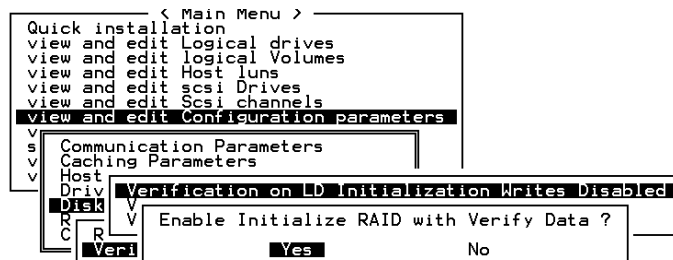 < Main Menu >
Quick installation
view and edit Logical drives
view and edit logical Volumes
view and edit Host luns
view and edit scsi Drives
view and edit Scsi channels
view and edit Configuration parameters
v
s Communication Parameters
v Caching Parameters
v Host
Driv Verification on LD Initialization Writes Disabled
Disk V
R V Enable Initialize RAID with Verify Data ?
C R
Veri Yes No